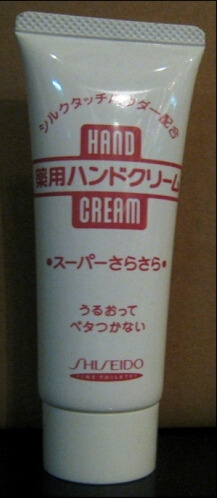 シルクタッチパウダー配合
HAND
薬用ハンドクリーム
CREAM
•スーパーさらさら•
うるおって
ベタつかない
SHISEIDO
FINE TOILETRY